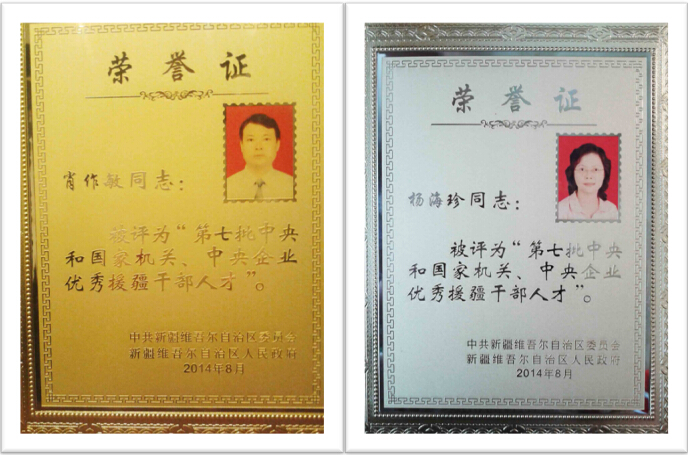 荣誉证
肖作敏同志：
被评为“第七批中央
和国家机关、中央企业
优秀援疆干部人才”。
中共新疆维吾尔自治区委员会
新疆维吾尔自治区人民政府
2014年8月
荣誉证
杨海珍同志：
被评为“第七批中央
和国家机关、中央企业
优秀援疆干部人才”。
中共新疆维吾尔自治区委员会
新疆维吾尔自治区人民政府
2014年8月